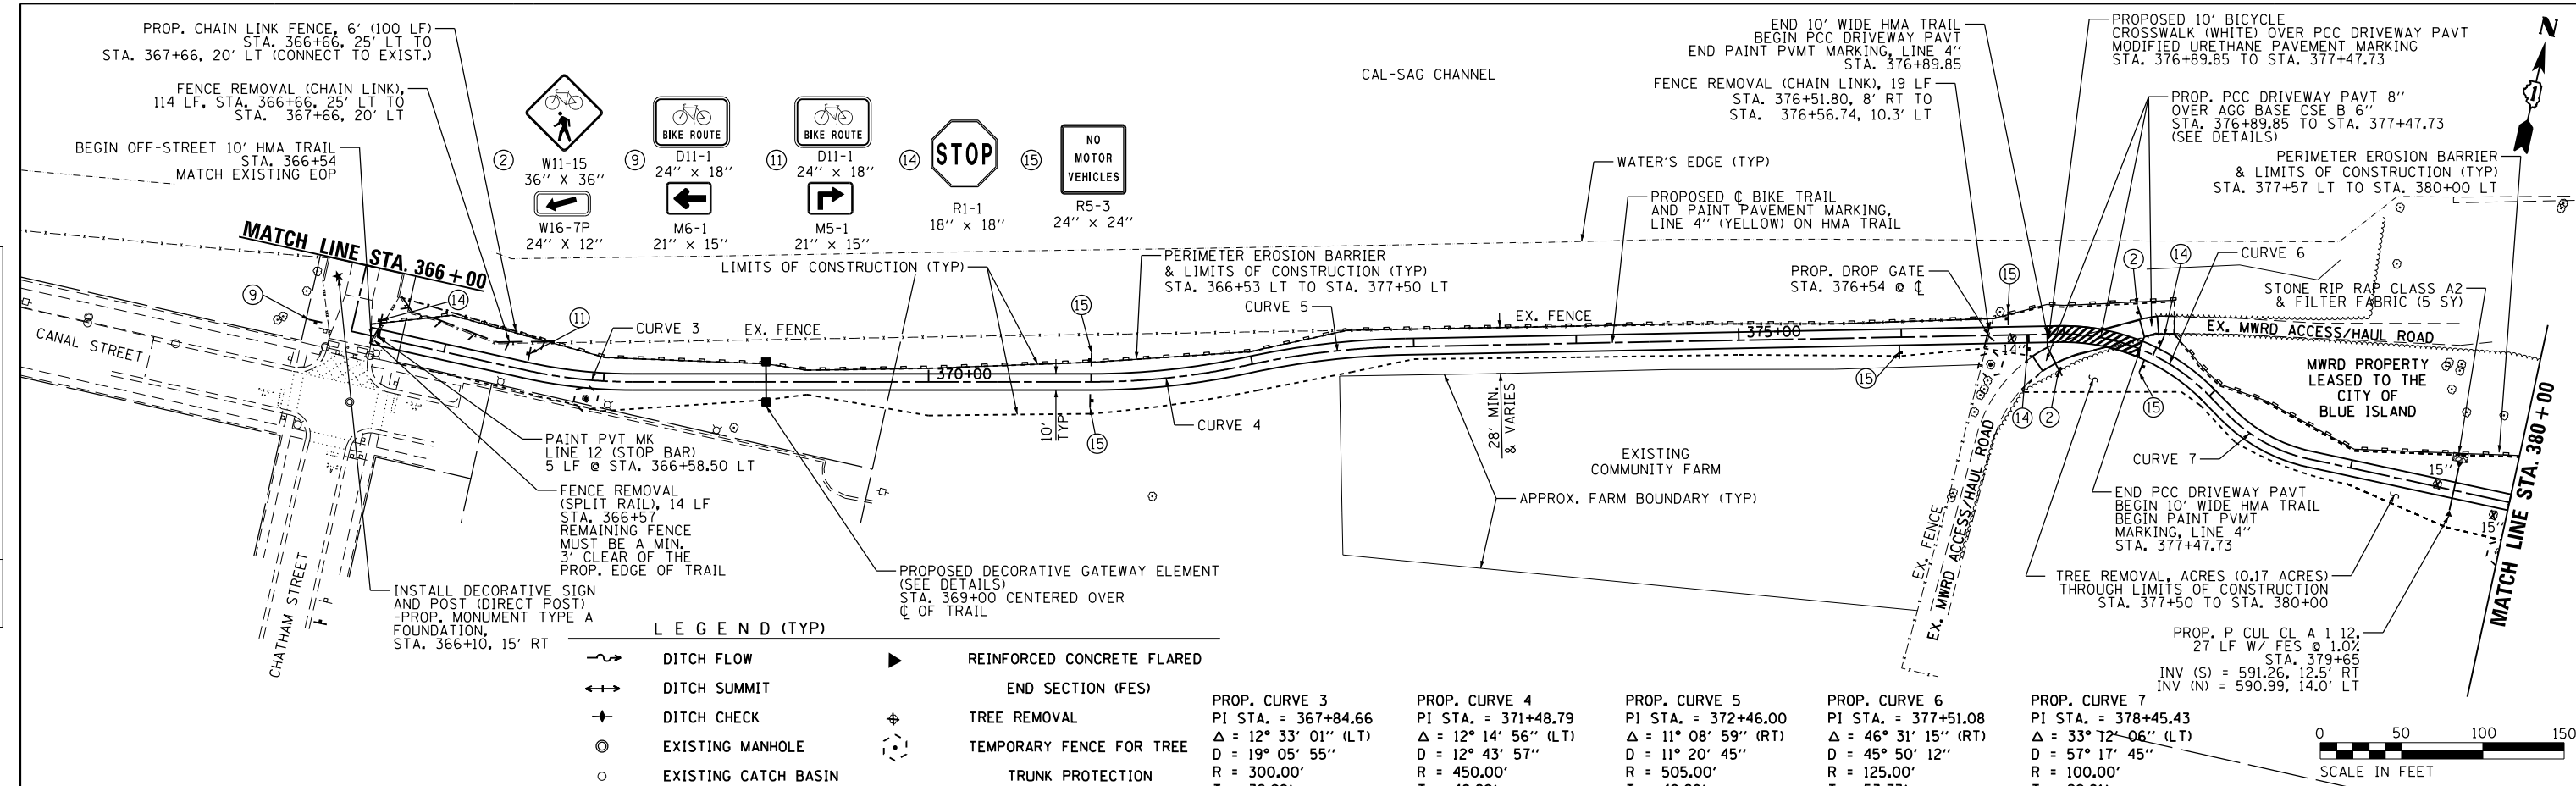 PROP. CHAIN LINK FENCE, 6' (100 LF)
STA. 366+66, 25' LT TO
STA. 367+66, 20' LT (CONNECT TO EXIST.)
FENCE REMOVAL (CHAIN LINK),
114 LF, STA. 366+66, 25' LT TO
STA. 367+66, 20' LT
BEGIN OFF-STREET 10' HMA TRAIL
STA. 366+54
MATCH EXISTING EOP
MATCH LINE STA. 366+00
2
W11-15
36'' X 36''
W16-7P
24'' X 12''
9
BIKE ROUTE
D11-1
24'' x 18''
M6-1
21'' x 15''
11
BIKE ROUTE
D11-1
24'' x 18''
M5-1
21'' x 15''
14
STOP
R1-1
18'' x 18''
15
NO
MOTOR
VEHICLES
R5-3
24'' x 24''
CAL-SAG CHANNEL
END 10' WIDE HMA TRAIL
BEGIN PCC DRIVEWAY PAVT
END PAINT PVMT MARKING, LINE 4''
STA. 376+89.85
FENCE REMOVAL (CHAIN LINK), 19 LF
STA. 376+51.80, 8' RT TO
STA. 376+56.74, 10.3' LT
PROPOSED 10' BICYCLE
CROSSWALK (WHITE) OVER PCC DRIVEWAY PAVT
MODIFIED URETHANE PAVEMENT MARKING
STA. 376+89.85 TO STA. 377+47.73
PROP. PCC DRIVEWAY PAVT 8''
OVER AGG BASE CSE B 6''
STA. 376+89.85 TO STA. 377+47.73
(SEE DETAILS)
PERIMETER EROSION BARRIER
& LIMITS OF CONSTRUCTION (TYP)
STA. 377+57 LT TO STA. 380+00 LT
N
WATER'S EDGE (TYP)
PROPOSED ℄ BIKE TRAIL
AND PAINT PAVEMENT MARKING,
LINE 4'' (YELLOW) ON HMA TRAIL
LIMITS OF CONSTRUCTION (TYP)
PERIMETER EROSION BARRIER
& LIMITS OF CONSTRUCTION (TYP)
STA. 366+53 LT TO STA. 377+50 LT
PROP. DROP GATE
STA. 376+54 @ ℄
CURVE 6
STONE RIP RAP CLASS A2
& FILTER FABRIC (5 SY)
9
14
11
15
15
2
14
CANAL STREET
CURVE 3
EX. FENCE
CURVE 5
EX. FENCE
375+00
370+00
14''
EX. MWRD ACCESS/HAUL ROAD
MWRD PROPERTY
LEASED TO THE
CITY OF
BLUE ISLAND
10'
TYP
15
CURVE 4
28' MIN.
& VARIES
15
14
2
15
CURVE 7
15''
15''
MATCH LINE STA. 380+00
PAINT PVT MK
LINE 12 (STOP BAR)
5 LF @ STA. 366+58.50 LT
FENCE REMOVAL
(SPLIT RAIL), 14 LF
STA. 366+57
REMAINING FENCE
MUST BE A MIN.
3' CLEAR OF THE
PROP. EDGE OF TRAIL
EXISTING
COMMUNITY FARM
APPROX. FARM BOUNDARY (TYP)
EX. FENCE
EX. MWRD ACCESS/HAUL ROAD
END PCC DRIVEWAY PAVT
BEGIN 10' WIDE HMA TRAIL
BEGIN PAINT PVMT
MARKING, LINE 4''
STA. 377+47.73
CHATHAM STREET
INSTALL DECORATIVE SIGN
AND POST (DIRECT POST)
-PROP. MONUMENT TYPE A
FOUNDATION,
STA. 366+10, 15' RT
PROPOSED DECORATIVE GATEWAY ELEMENT
(SEE DETAILS)
STA. 369+00 CENTERED OVER
℄ OF TRAIL
TREE REMOVAL, ACRES (0.17 ACRES)
THROUGH LIMITS OF CONSTRUCTION
STA. 377+50 TO STA. 380+00
PROP. P CUL CL A 1 12,
27 LF W/ FES @ 1.0%
STA. 379+65
INV (S) = 591.26, 12.5' RT
INV (N) = 590.99, 14.0' LT
LEGEND (TYP)
DITCH FLOW
DITCH SUMMIT
DITCH CHECK
EXISTING MANHOLE
EXISTING CATCH BASIN
REINFORCED CONCRETE FLARED
END SECTION (FES)
TREE REMOVAL
TEMPORARY FENCE FOR TREE
TRUNK PROTECTION
PROP. CURVE 3
PI STA. = 367+84.66
Δ = 12° 33' 01'' (LT)
D = 19° 05' 55''
R = 300.00'
PROP. CURVE 4
PI STA. = 371+48.79
Δ = 12° 14' 56'' (LT)
D = 12° 43' 57''
R = 450.00'
PROP. CURVE 5
PI STA. = 372+46.00
Δ = 11° 08' 59'' (RT)
D = 11° 20' 45''
R = 505.00'
PROP. CURVE 6
PI STA. = 377+51.08
Δ = 46° 31' 15'' (RT)
D = 45° 50' 12''
R = 125.00'
PROP. CURVE 7
PI STA. = 378+45.43
Δ = 33° 12' 06'' (LT)
D = 57° 17' 45''
R = 100.00'
0 50 100 150
SCALE IN FEET